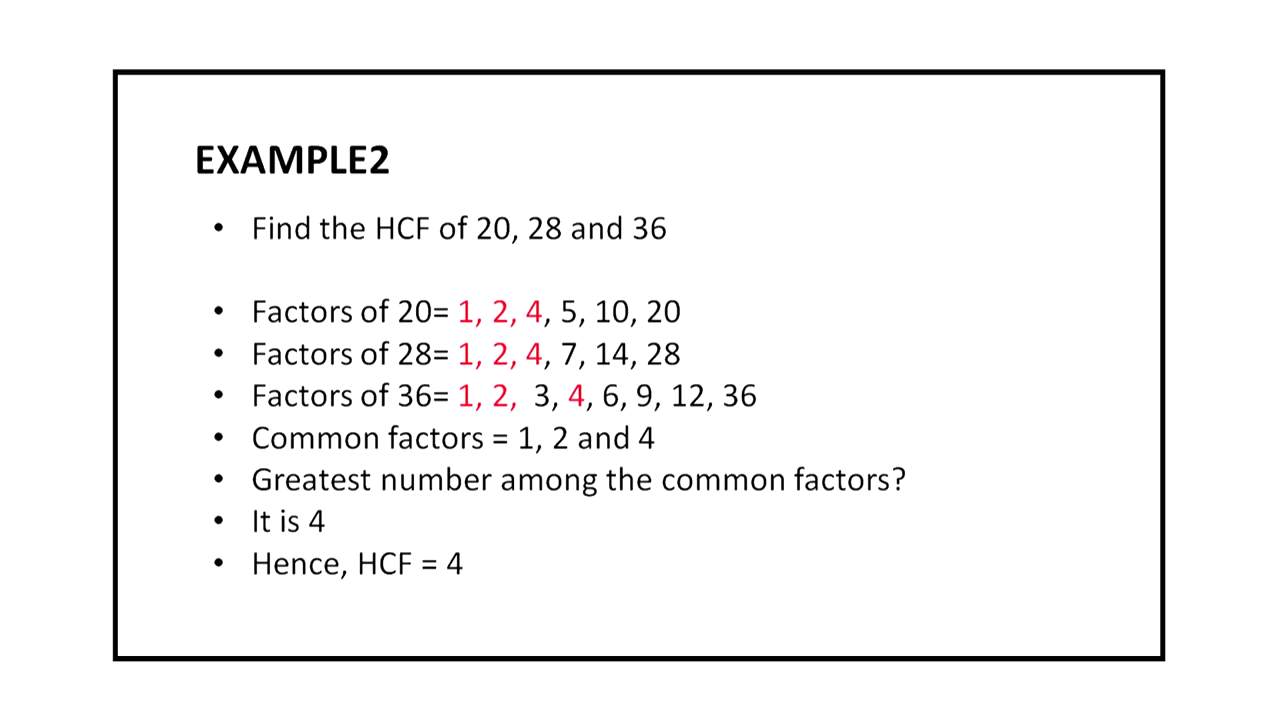 EXAMPLE2
• Find the HCF of 20, 28 and 36
• Factors of 20= 1, 2, 4, 5, 10, 20
• Factors of 28= 1, 2, 4, 7, 14, 28
• Factors of 36= 1, 2,  3, 4, 6, 9, 12, 36
• Common factors = 1, 2 and 4
• Greatest number among the common factors?
• It is 4
• Hence, HCF = 4